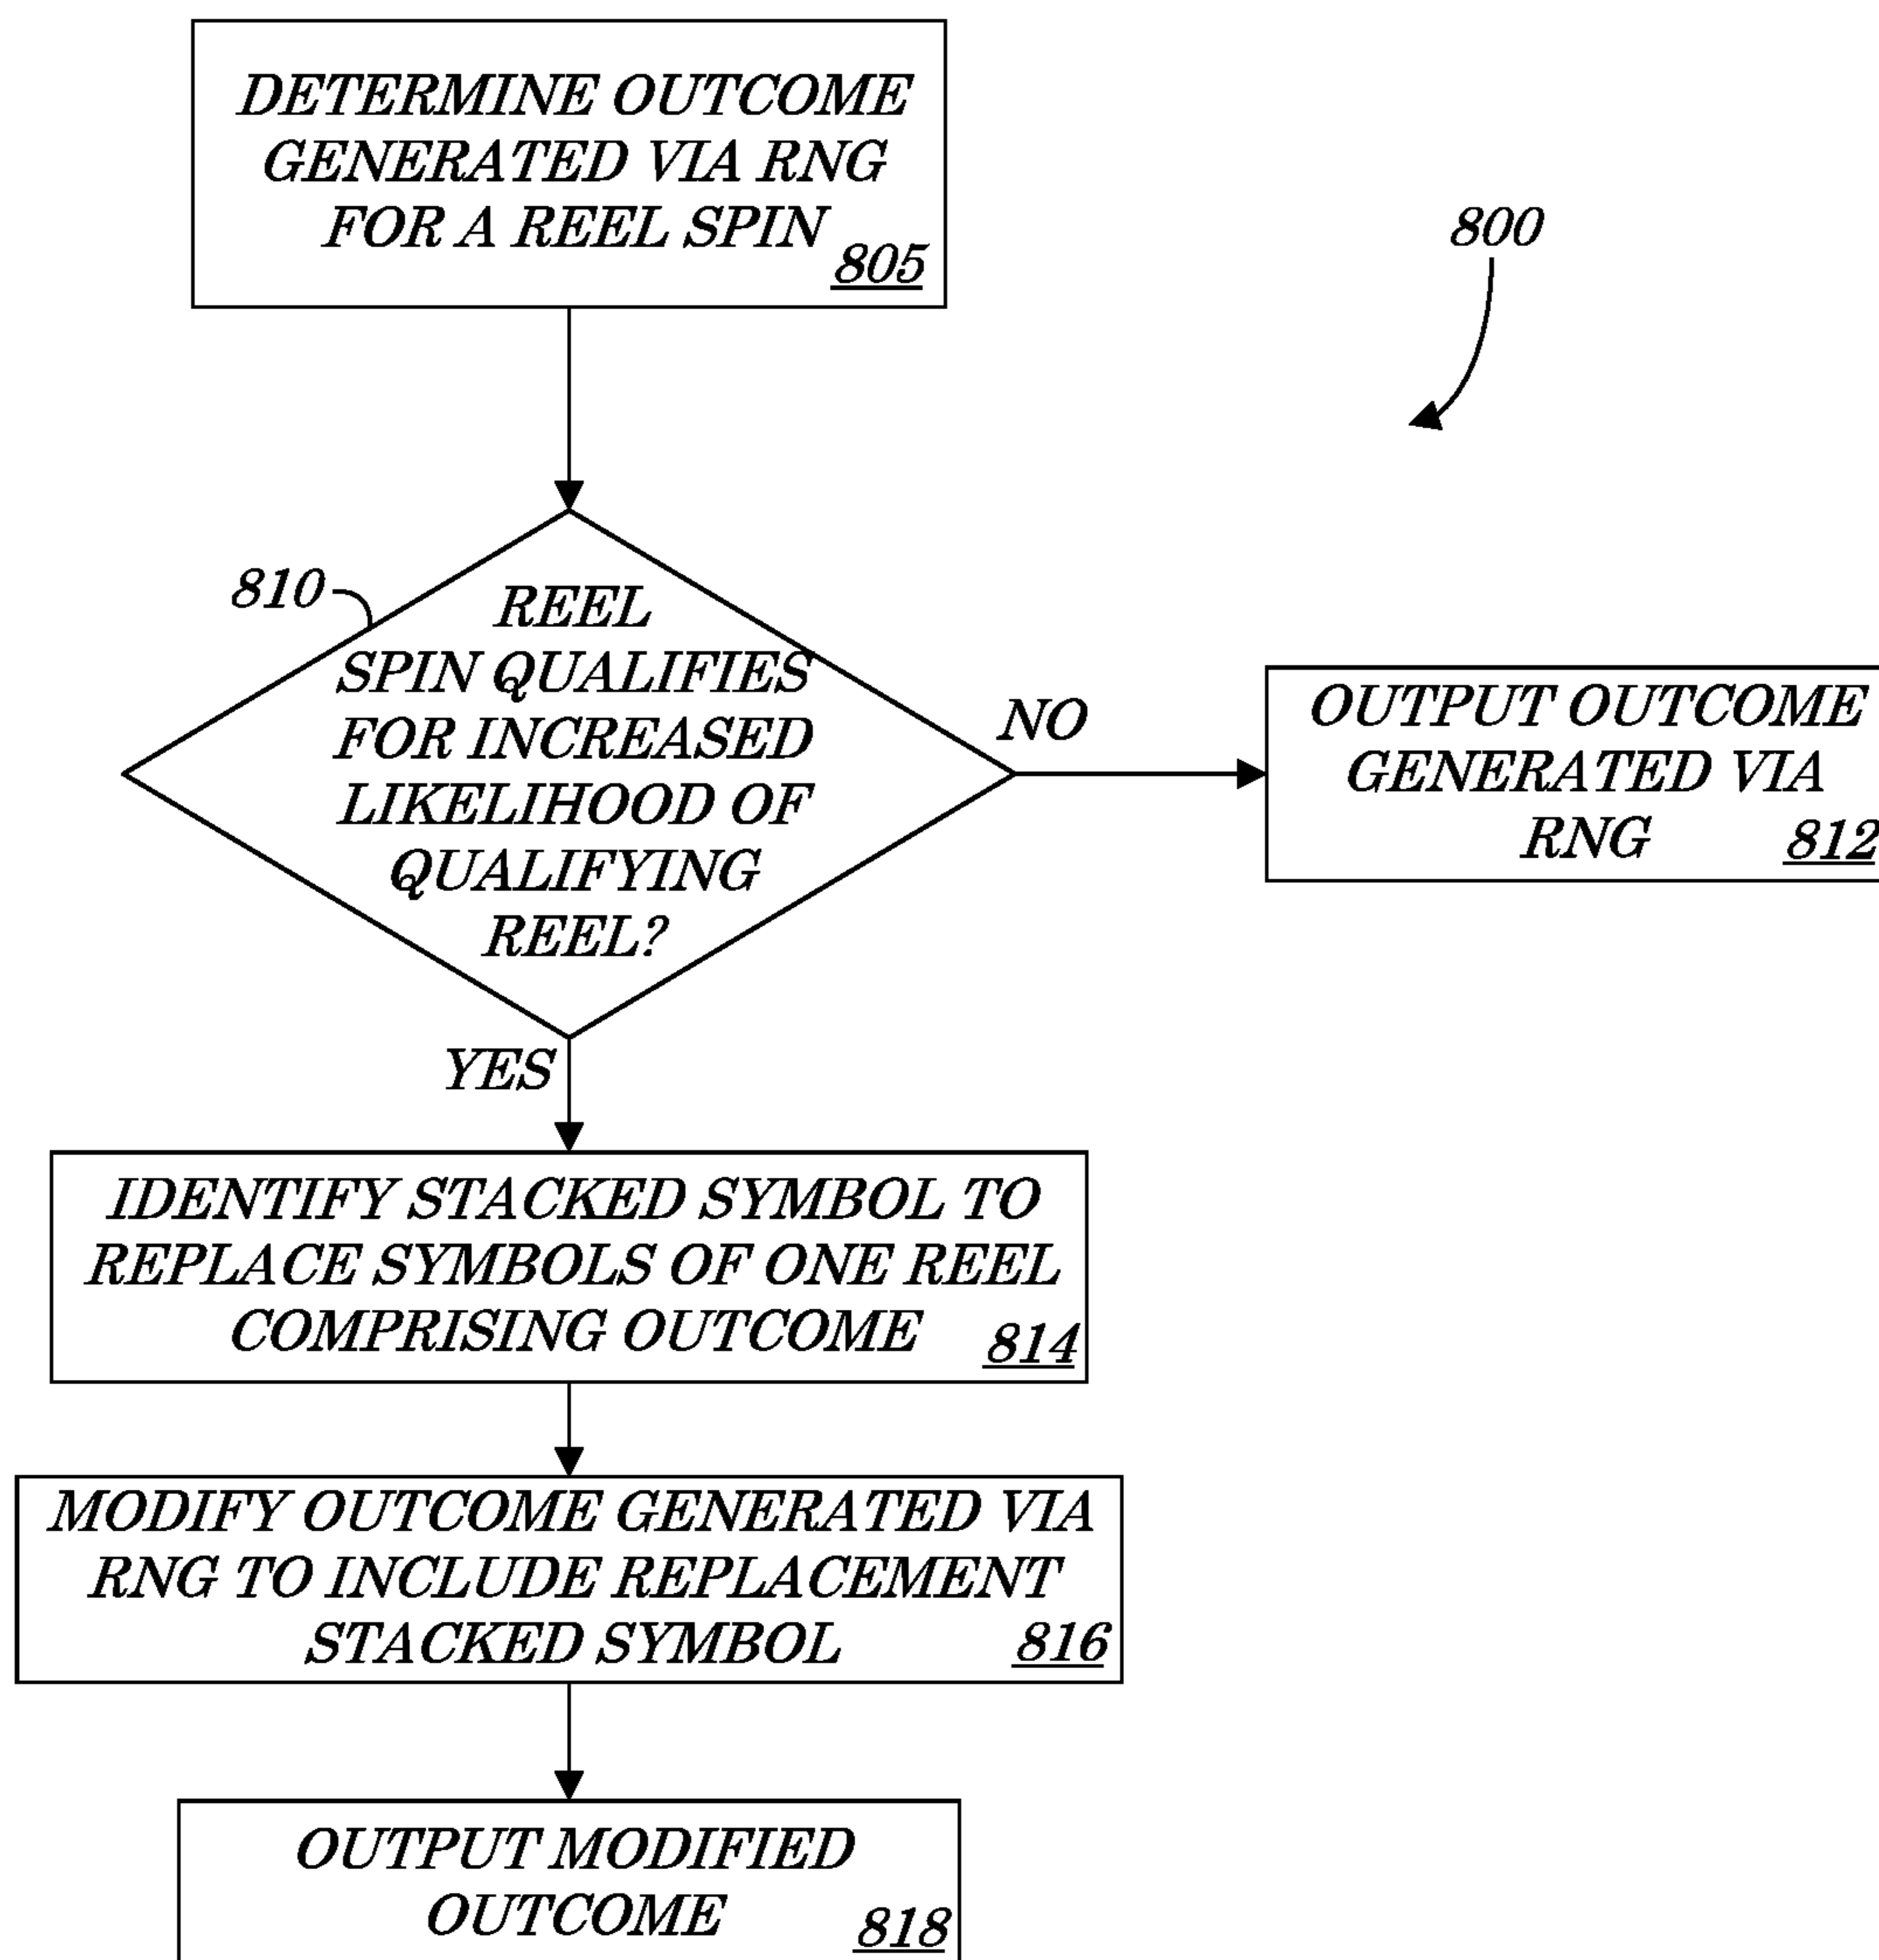 DETERMINE OUTCOME
GENERATED VIA RNG
FOR A REEL SPIN
805
800
810
REEL
SPIN QUALIFIES
FOR INCREASED
LIKELIHOOD OF
QUALIFYING
REEL?
NO
OUTPUT OUTCOME
GENERATED VIA
RNG 812
YES
IDENTIFY STACKED SYMBOL TO
REPLACE SYMBOLS OF ONE REEL
COMPRISING OUTCOME 814
MODIFY OUTCOME GENERATED VIA
RNG TO INCLUDE REPLACEMENT
STACKED SYMBOL 816
OUTPUT MODIFIED
OUTCOME 818